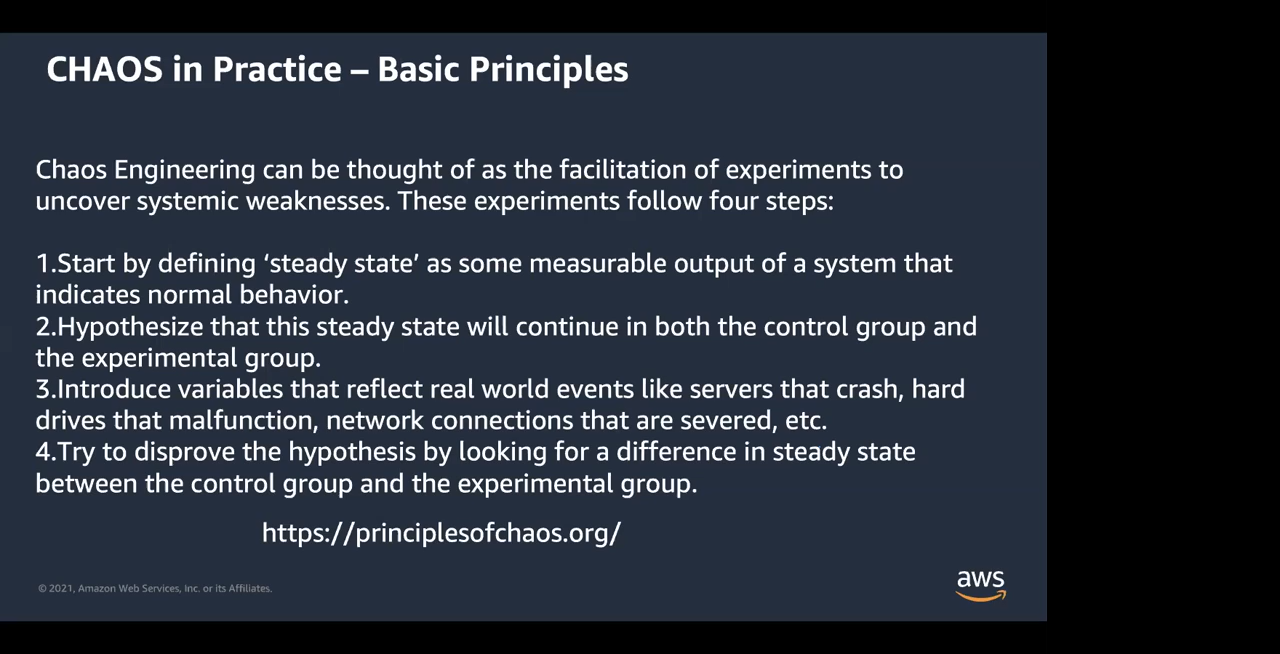 CHAOS in Practice – Basic Principles
Chaos Engineering can be thought of as the facilitation of experiments to
uncover systemic weaknesses. These experiments follow four steps:
1.Start by defining ‘steady state’ as some measurable output of a system that
indicates normal behavior.
2.Hypothesize that this steady state will continue in both the control group and
the experimental group.
3.Introduce variables that reflect real world events like servers that crash, hard
drives that malfunction, network connections that are severed, etc.
4.Try to disprove the hypothesis by looking for a difference in steady state
between the control group and the experimental group.
https://principlesofchaos.org/
© 2021, Amazon Web Services, Inc. or its Affiliates.
aws